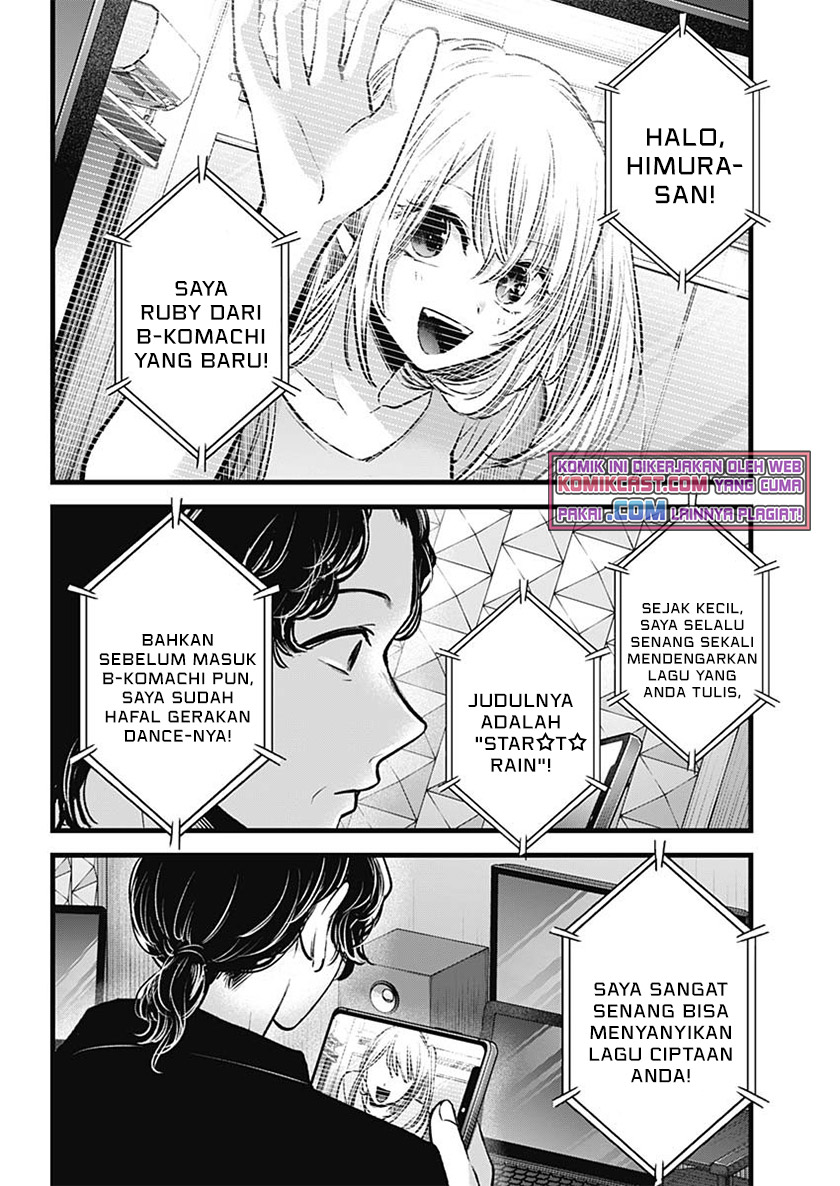 HALO,
HIMURA-
SAN!
SAYA
RUBY DARI
B-KOMACHI
YANG BARU!
KOMIK INI DIKERJAKAN OLEH WEB
KOMIKCAST.COM YANG CUMA
PAKAI .COM LAINNYA PLAGIAT!
SEJAK KECIL,
SAYA SELALU
SENANG SEKALI
MENDENGARKAN
LAGU YANG
ANDA TULIS,
JUDULNYA
ADALAH
"STAR☆T☆
RAIN"!
BAHKAN
SEBELUM MASUK
B-KOMACHI PUN,
SAYA SUDAH
HAFAL GERAKAN
DANCE-NYA!
SAYA SANGAT
SENANG BISA
MENYANYIKAN
LAGU CIPTAAN
ANDA!